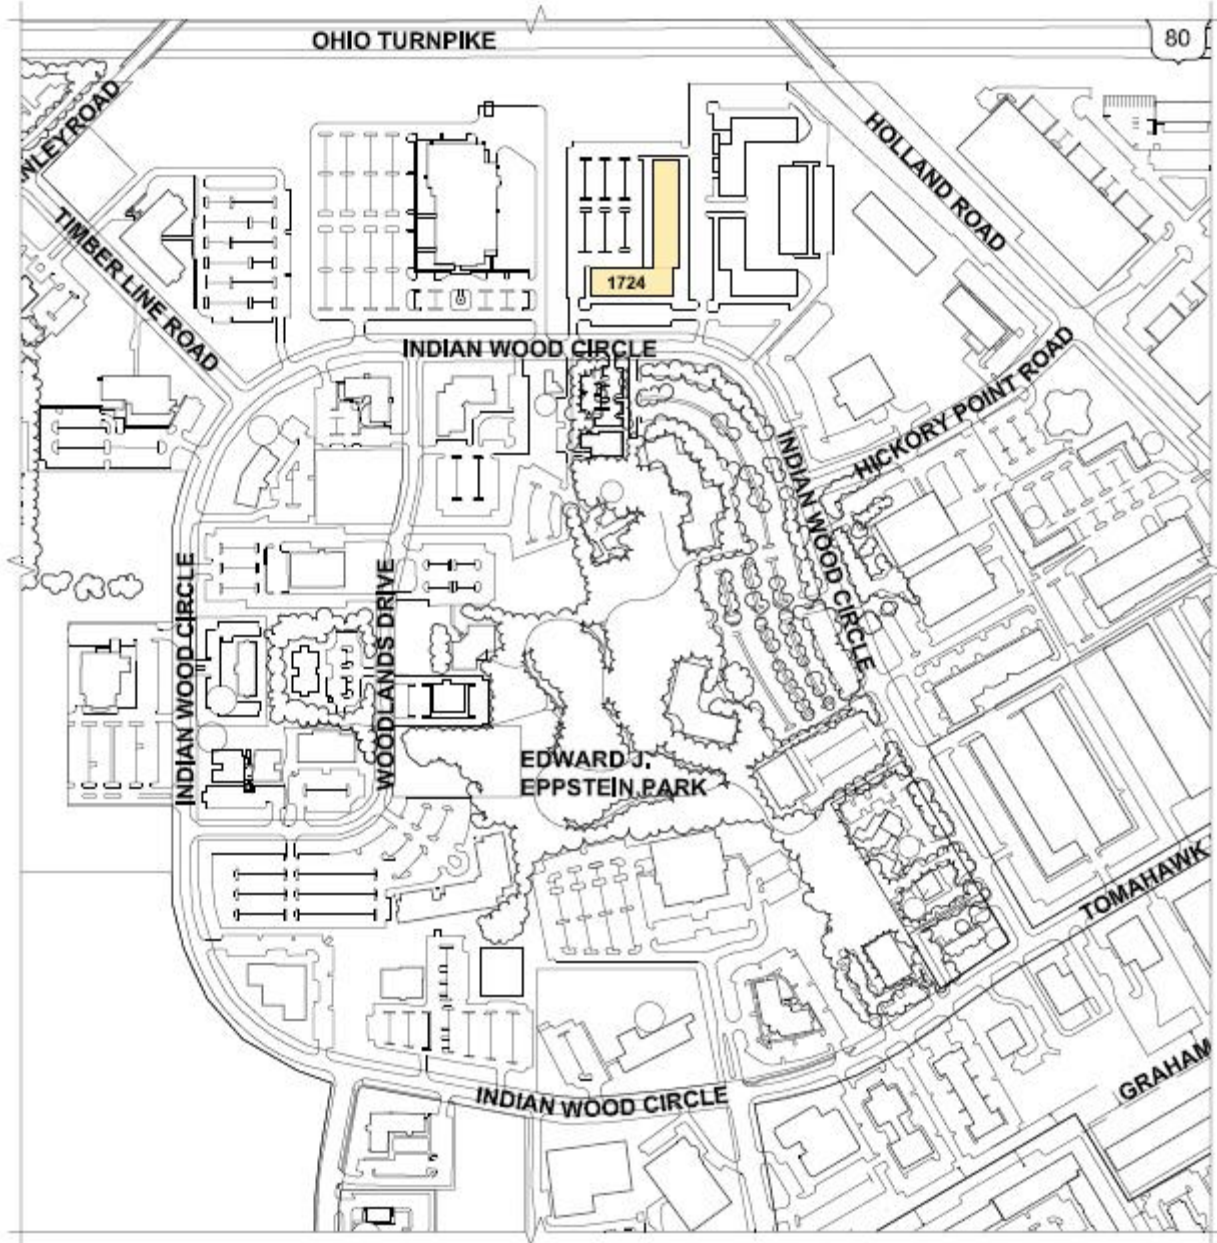 OHIO TURNPIKE
80
NLEY ROAD
HOLLAND ROAD
TIMBER LINE ROAD
1724
INDIAN WOOD CIRCLE
HICKORY POINT ROAD
INDIAN WOOD CIRCLE
INDIAN WOOD CIRCLE
WOODLANDS DRIVE
EDWARD J.
EPPSTEIN PARK
TOMAHAWK
GRAHAM
INDIAN WOOD CIRCLE